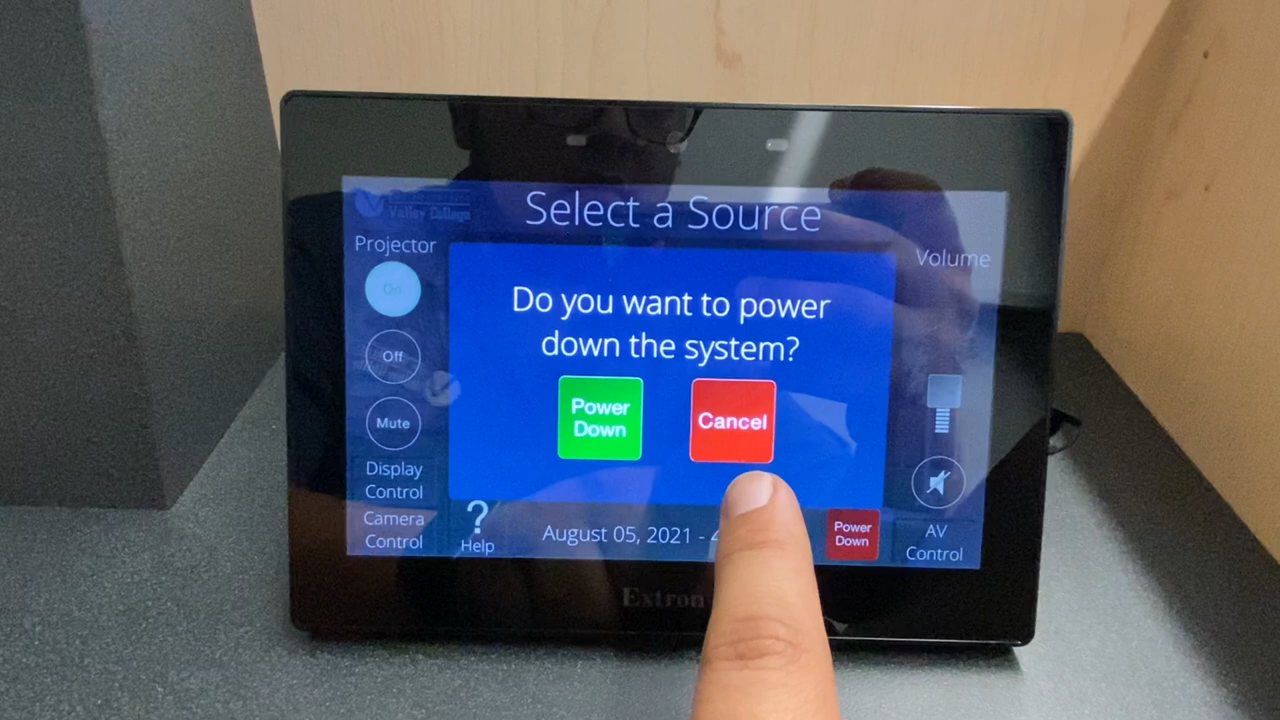 Valley College
Select a Source
Projector
On
Off
Mute
Display
Control
Camera
Control
Do you want to power
down the system?
Power
Down
Cancel
Volume
?
Help
August 05, 2021 - 4
Power
Down
AV
Control
Extron